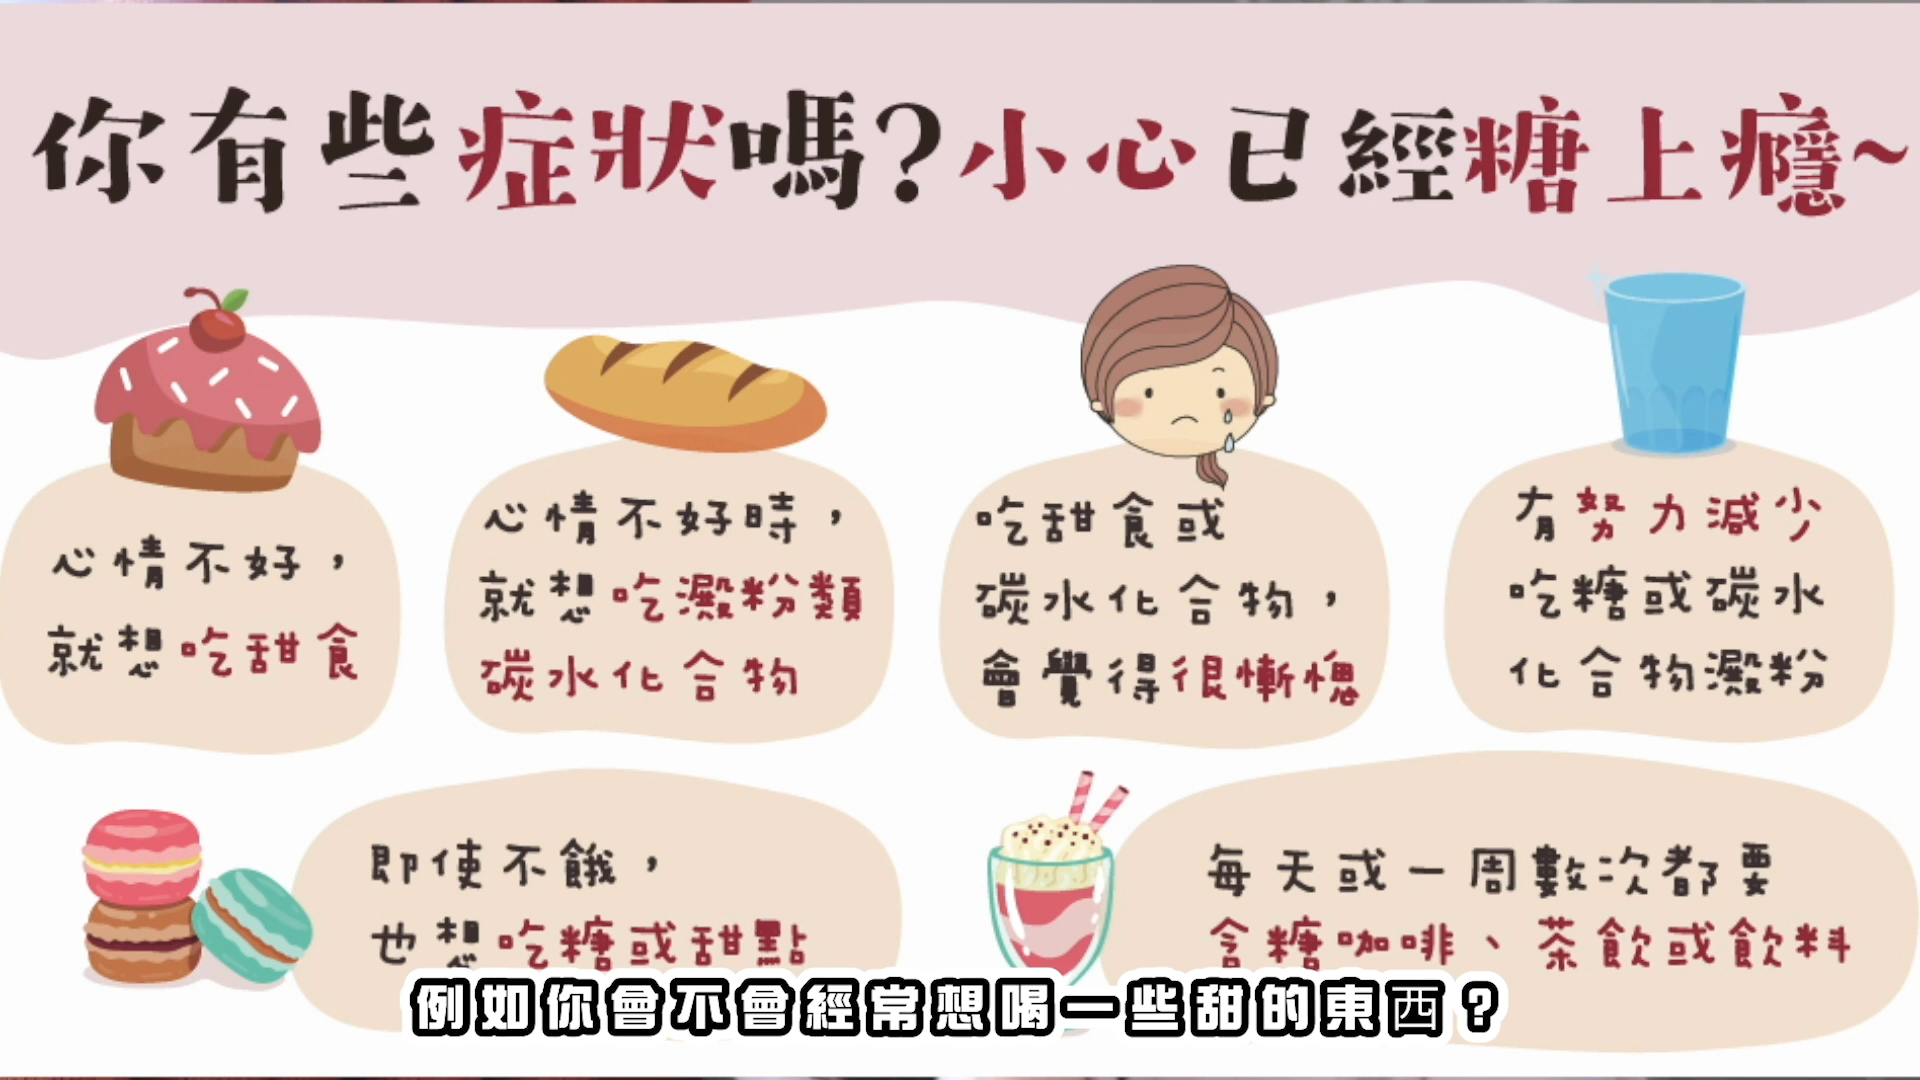 你有些症狀嗎?小心已經糖上癮~
心情不好，
就想吃甜食
心情不好時，
就想吃澱粉類
碳水化合物
吃甜食或
碳水化合物，
會覺得很慚愧
有努力減少
吃糖或碳水
化合物澱粉
即使不餓，
也想吃糖或甜點
每天或一周數次都要
含糖咖啡、茶飲或飲料
例如你會不會經常想喝一些甜的東西?